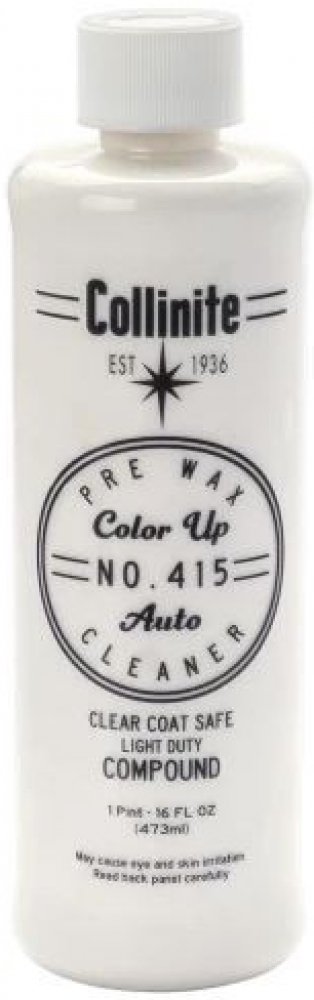 Collinite
EST 1936
PRE WAX
Color Up
NO. 415
Auto
CLEANER
CLEAR COAT SAFE
LIGHT DUTY
COMPOUND
1 Pint - 16 FL OZ
(473ml)
May cause eye and skin irritation
Read back panel carefully